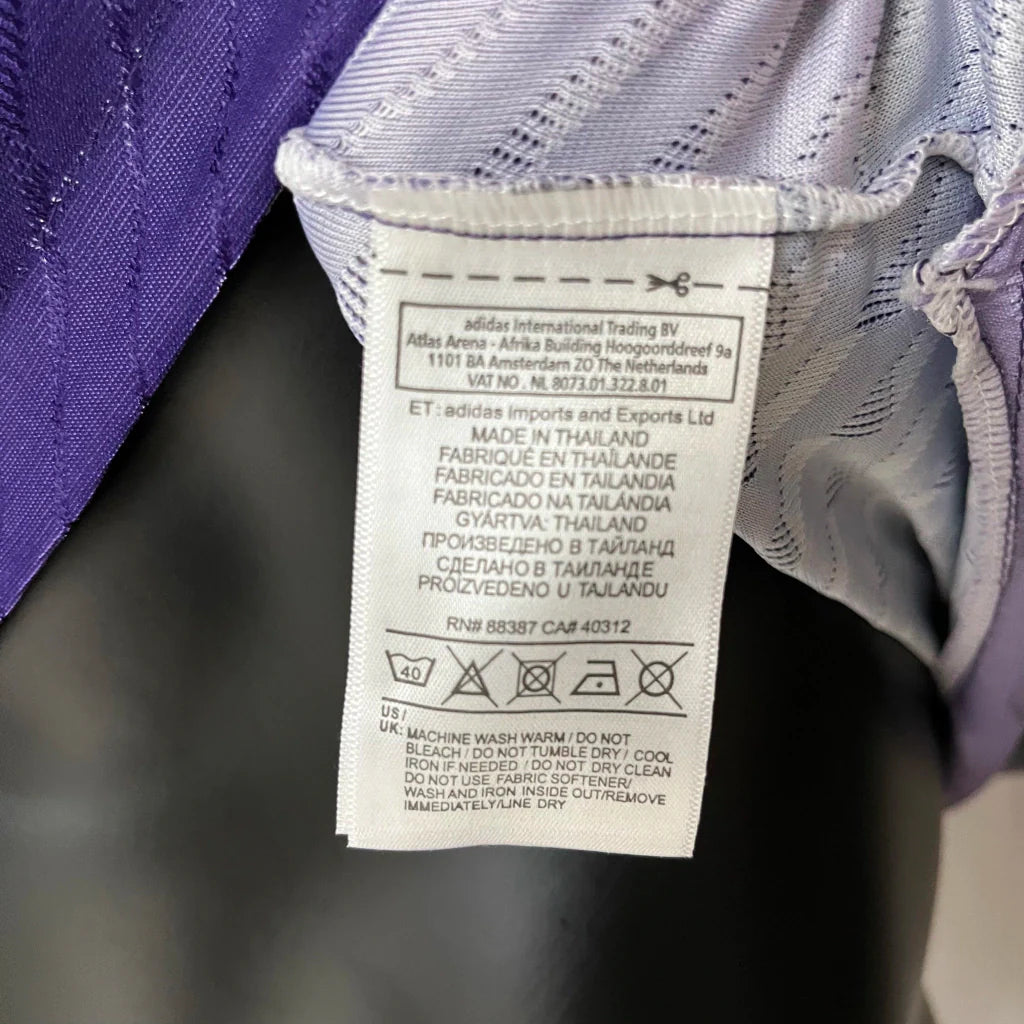 adidas International Trading BV
Atlas Arena - Afrika Building Hoogoorddreef 9a
1101 BA Amsterdam ZO The Netherlands
VAT NO . NL 8073.01.322.8.01
ET : adidas Imports and Exports Ltd
MADE IN THAILAND
FABRIQUÉ EN THAÏLANDE
FABRICADO EN TAILANDIA
FABRICADO NA TAILÂNDIA
GYÁRTVA: THAILAND
ПРОИЗВЕДЕНО В ТАЙЛАНД
СДЕЛАНО В ТАИЛАНДЕ
PROIZVEDENO U TAJLANDU
RN# 88387 CA# 40312
40
US/
UK: MACHINE WASH WARM / DO NOT
BLEACH / DO NOT TUMBLE DRY / COOL
IRON IF NEEDED / DO NOT DRY CLEAN
DO NOT USE FABRIC SOFTENER/
WASH AND IRON INSIDE OUT/REMOVE
IMMEDIATELY/LINE DRY